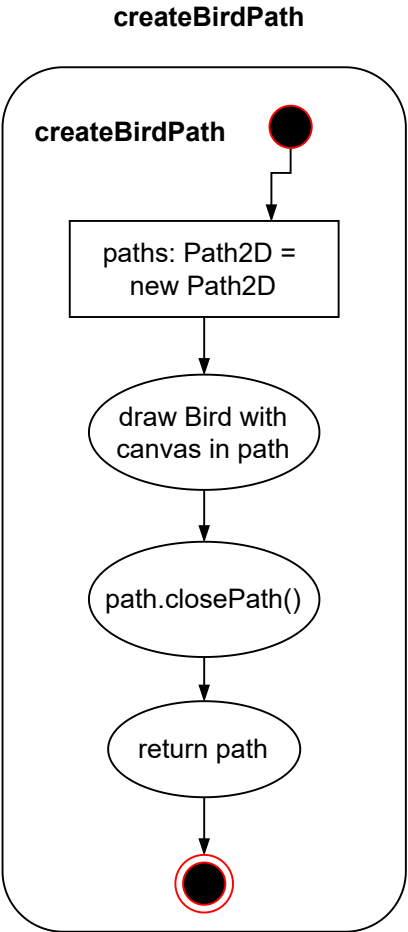 createBirdPath
createBirdPath
paths: Path2D =
new Path2D
draw Bird with
canvas in path
path.closePath()
return path